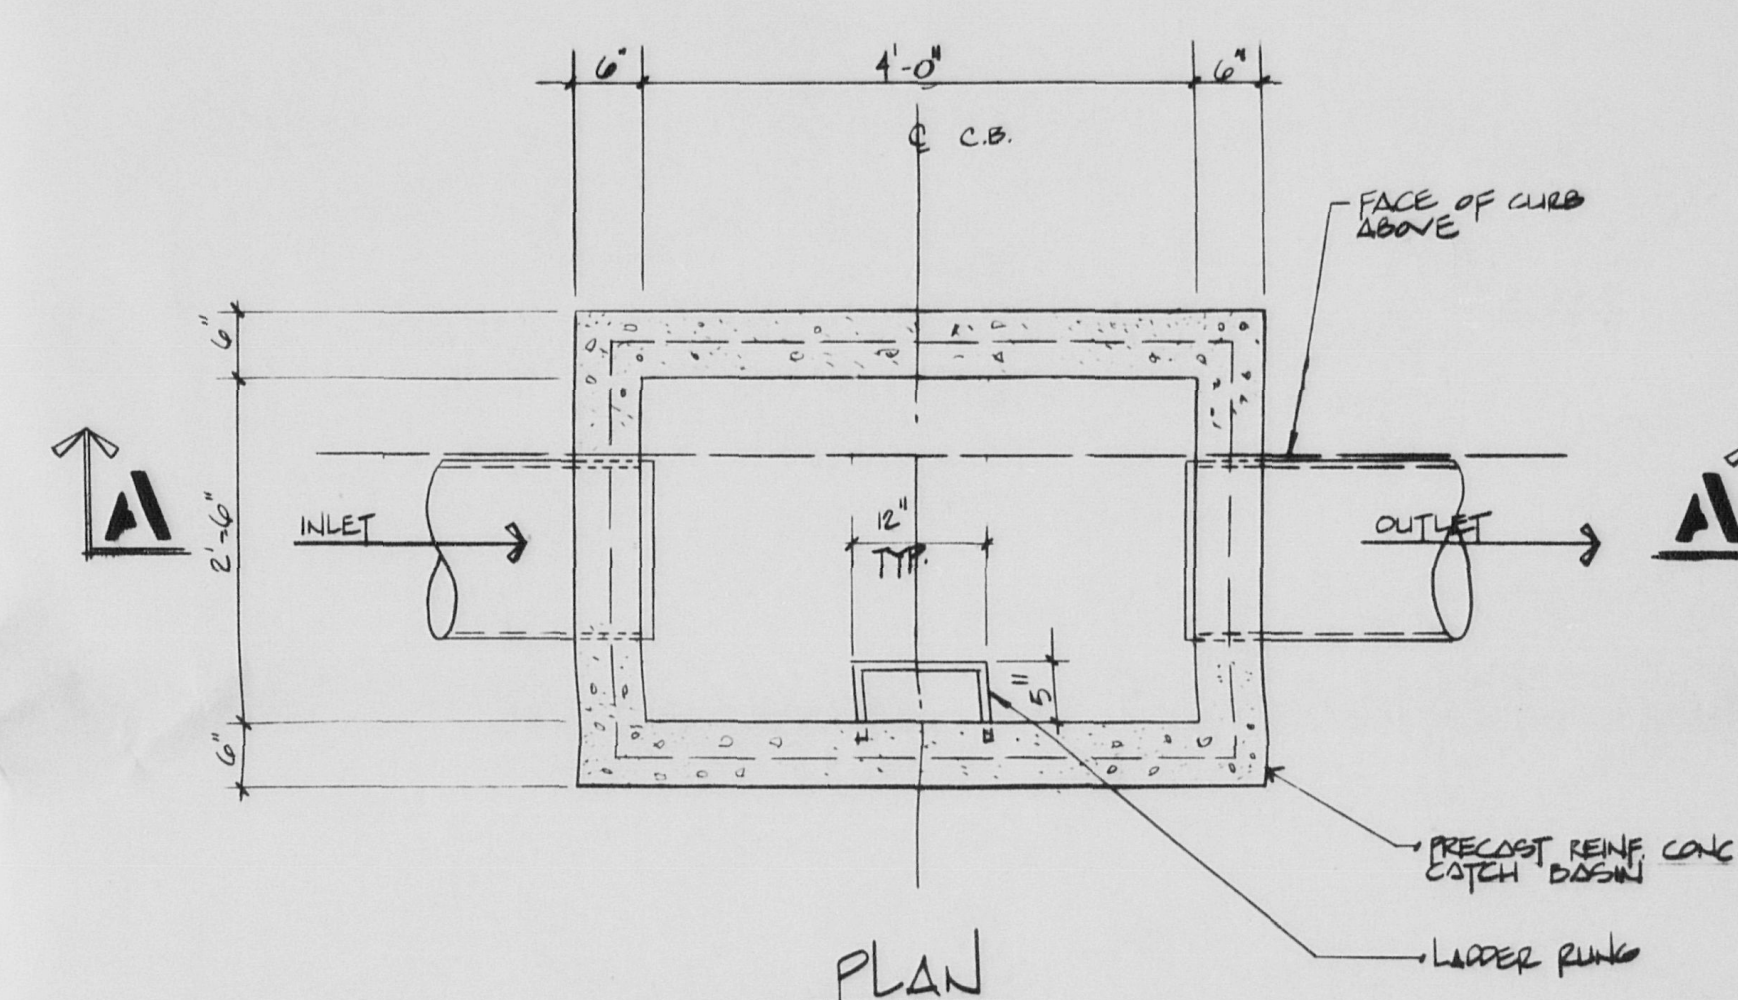 6" 4'-0" 6"
℄ C.B.
FACE OF CURB
ABOVE
6"
2'-6"
6"
A
INLET
12"
TYP.
OUTLET
A
5"
PRECAST REINF. CONC
CATCH BASIN
LADDER RUNG
PLAN